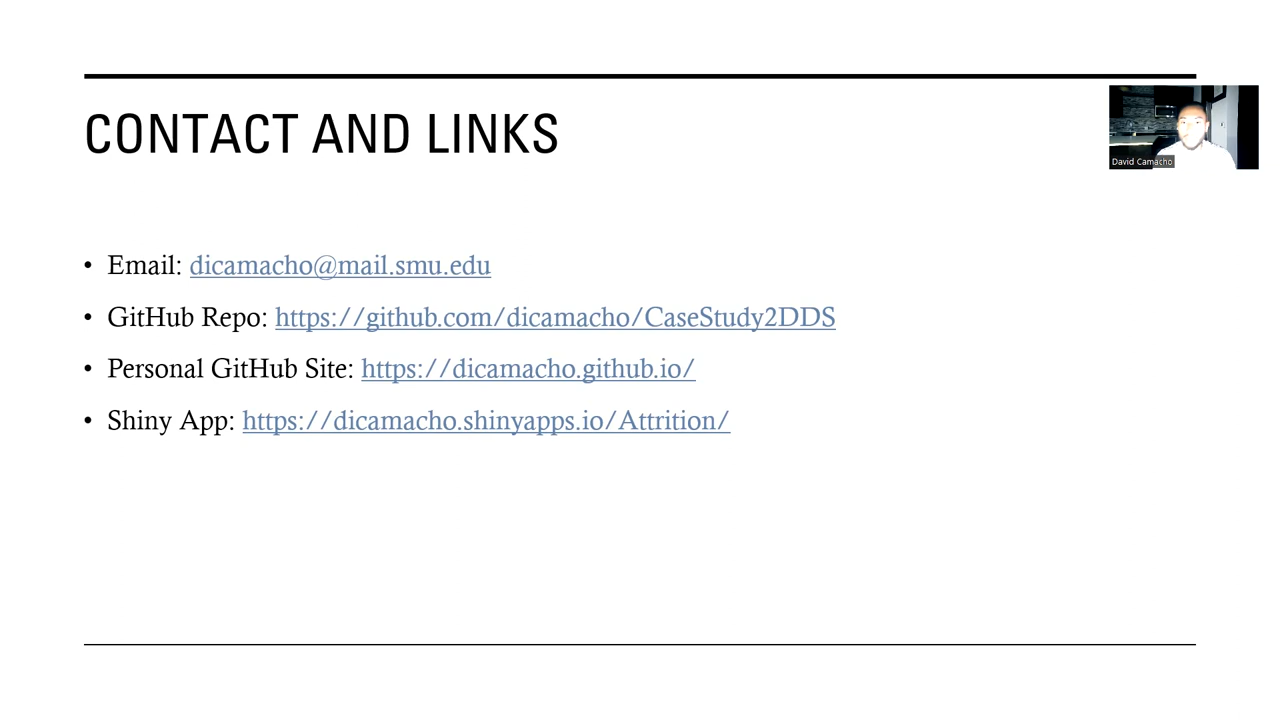 CONTACT AND LINKS
David Camacho
• Email: dicamacho@mail.smu.edu
• GitHub Repo: https://github.com/dicamacho/CaseStudy2DDS
• Personal GitHub Site: https://dicamacho.github.io/
• Shiny App: https://dicamacho.shinyapps.io/Attrition/